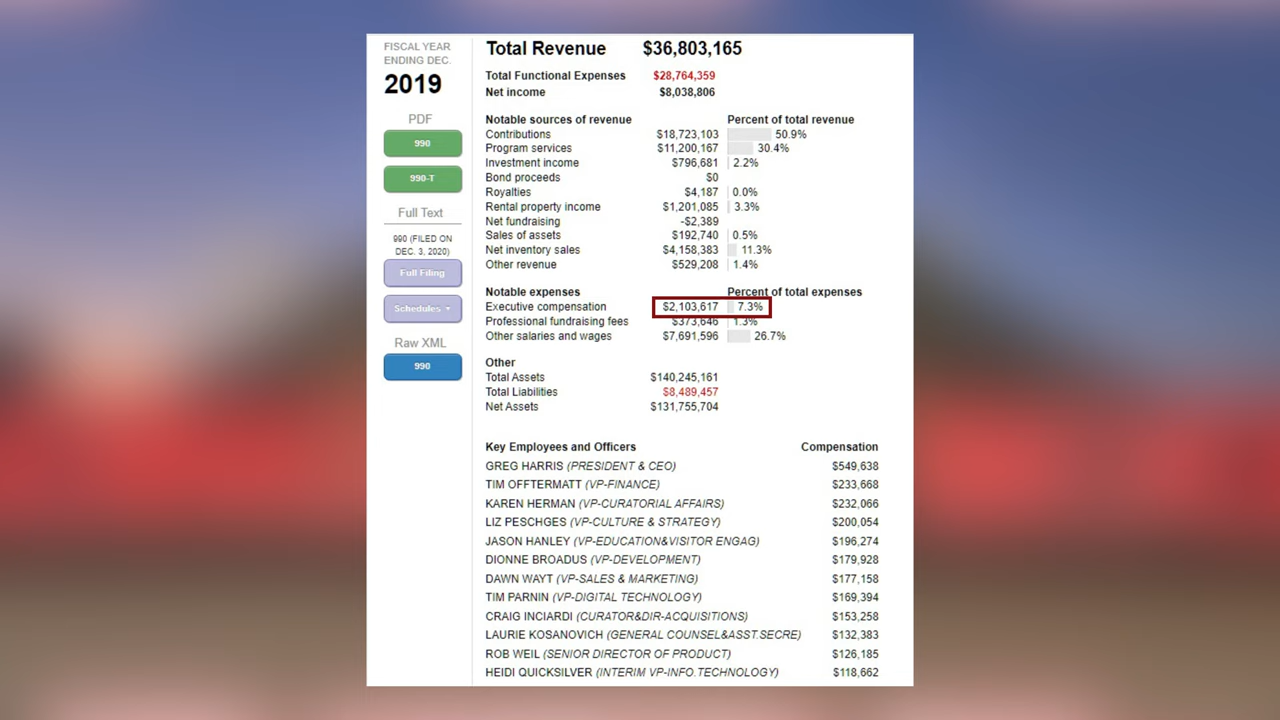 FISCAL YEAR
ENDING DEC.
2019
PDF
990
990-T
Full Text
990 (FILED ON
DEC. 3, 2020)
Full Filing
Schedules
Raw XML
990
Total Revenue $36,803,165
Total Functional Expenses $28,764,359
Net income $8,038,806
Notable sources of revenue Percent of total revenue
Contributions $18,723,103 50.9%
Program services $11,200,167 30.4%
Investment income $796,681 2.2%
Bond proceeds $0
Royalties $4,187 0.0%
Rental property income $1,201,085 3.3%
Net fundraising -$2,389
Sales of assets $192,740 0.5%
Net inventory sales $4,158,383 11.3%
Other revenue $529,208 1.4%
Notable expenses Percent of total expenses
Executive compensation $2,103,617 7.3%
Professional fundraising fees $373,646 1.3%
Other salaries and wages $7,691,596 26.7%
Other
Total Assets $140,245,161
Total Liabilities $8,489,457
Net Assets $131,755,704
Key Employees and Officers Compensation
GREG HARRIS (PRESIDENT & CEO) $549,638
TIM OFFTERMATT (VP-FINANCE) $233,668
KAREN HERMAN (VP-CURATORIAL AFFAIRS) $232,066
LIZ PESCHGES (VP-CULTURE & STRATEGY) $200,054
JASON HANLEY (VP-EDUCATION&VISITOR ENGAG) $196,274
DIONNE BROADUS (VP-DEVELOPMENT) $179,928
DAWN WAYT (VP-SALES & MARKETING) $177,158
TIM PARNIN (VP-DIGITAL TECHNOLOGY) $169,394
CRAIG INCIARDI (CURATOR&DIR-ACQUISITIONS) $153,258
LAURIE KOSANOVICH (GENERAL COUNSEL&ASST.SECRE) $132,383
ROB WEIL (SENIOR DIRECTOR OF PRODUCT) $126,185
HEIDI QUICKSILVER (INTERIM VP-INFO.TECHNOLOGY) $118,662